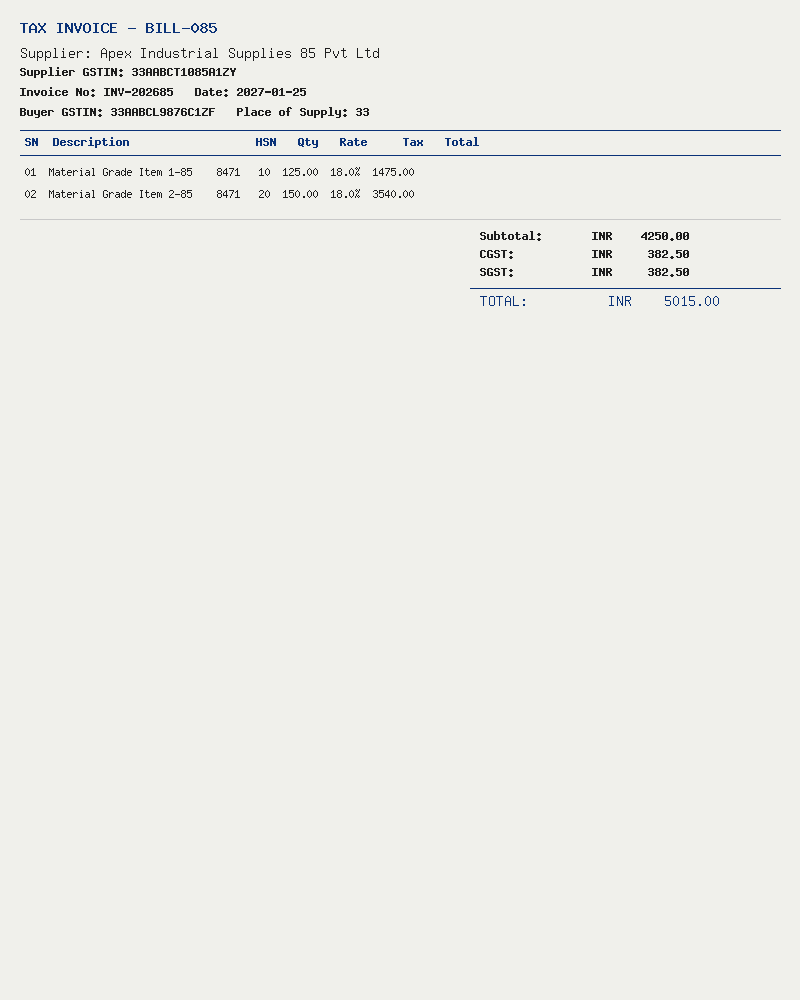 TAX INVOICE - BILL-085
Supplier: Apex Industrial Supplies 85 Pvt Ltd
Supplier GSTIN: 33AABCT1085A1ZY
Invoice No: INV-202685   Date: 2027-01-25
Buyer GSTIN: 33AABCL9876C1ZF   Place of Supply: 33
SN  Description   HSN   Qty   Rate   Tax   Total
01  Material Grade Item 1-85    8471   10  125.00  18.0%  1475.00
02  Material Grade Item 2-85    8471   20  150.00  18.0%  3540.00
Subtotal:   INR   4250.00
CGST:   INR   382.50
SGST:   INR   382.50
TOTAL:   INR   5015.00